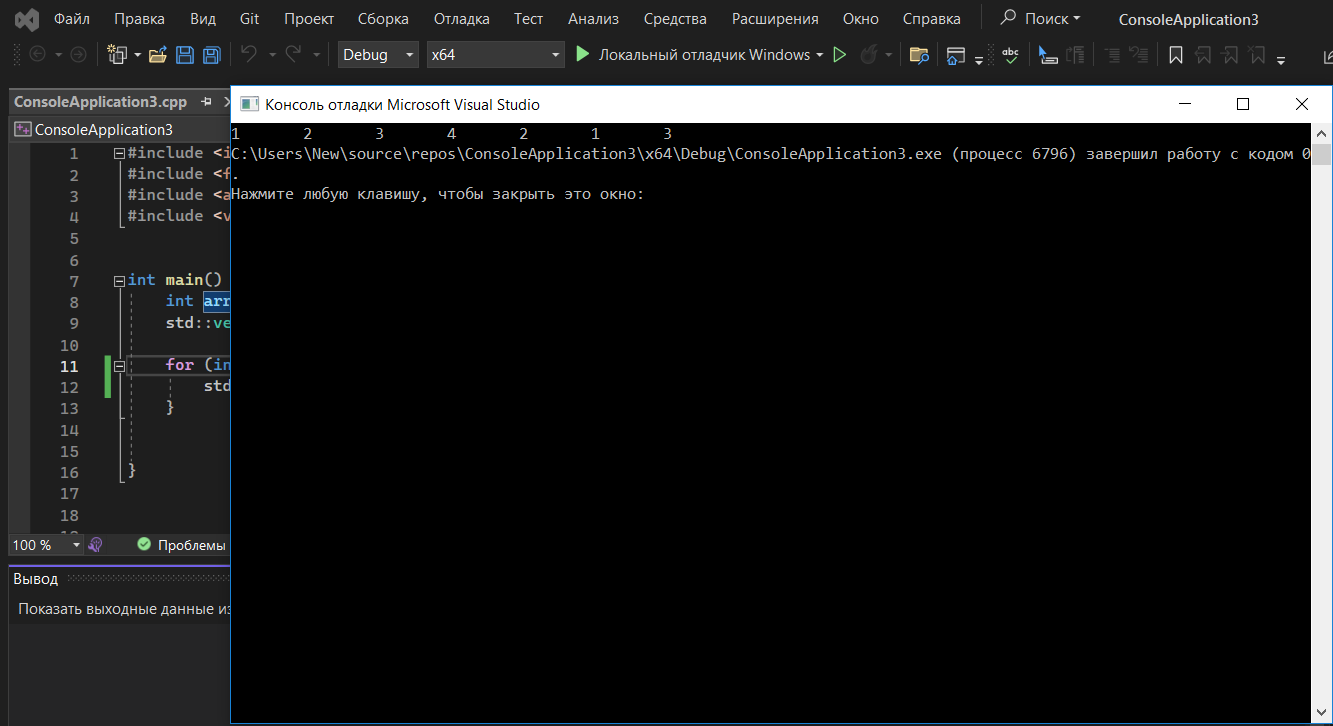 Файл Правка Вид Git Проект Сборка Отладка Тест Анализ Средства Расширения Окно Справка Поиск ConsoleApplication3
Debug x64 Локальный отладчик Windows abc
ConsoleApplication3.cpp
ConsoleApplication3
1 #include <i
2 #include <f
3 #include <a
4 #include <v
5
6
7 int main()
8 int arr
9 std::ve
10
11 for (in
12 std
13 }
14
15
16 }
17
18
100 % Проблемы
Вывод
Показать выходные данные из
Консоль отладки Microsoft Visual Studio
1 2 3 4 2 1 3
C:\Users\New\source\repos\ConsoleApplication3\x64\Debug\ConsoleApplication3.exe (процесс 6796) завершил работу с кодом 0
.
Нажмите любую клавишу, чтобы закрыть это окно: